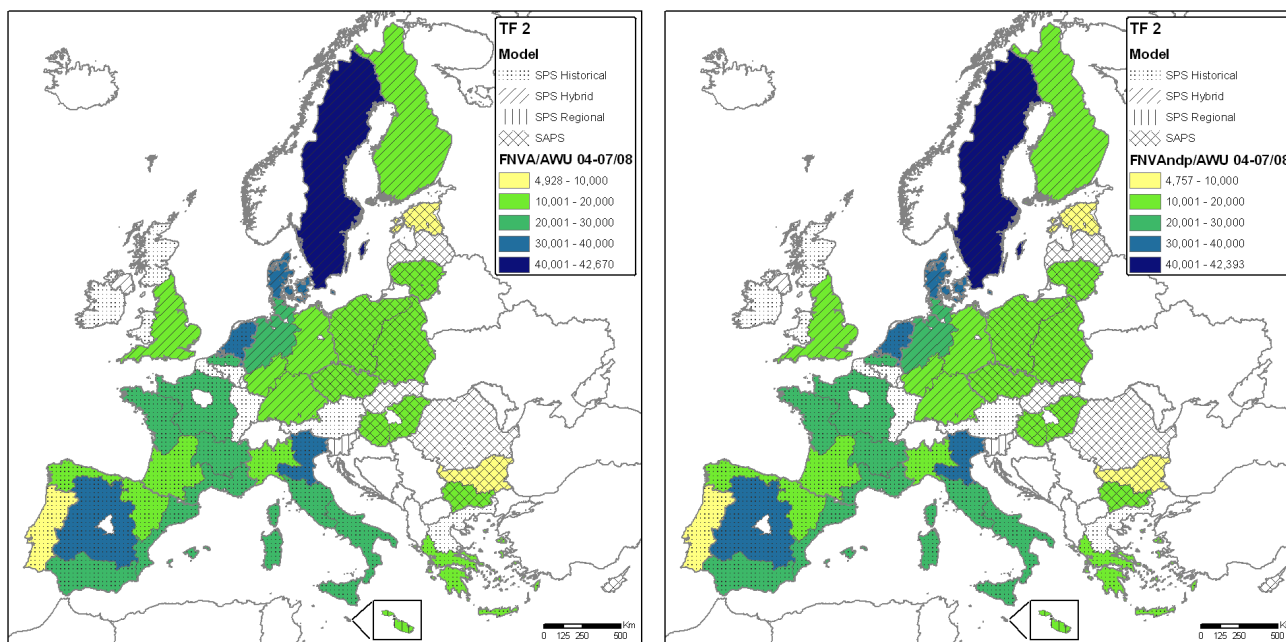 TF 2
Model
SPS Historical
SPS Hybrid
SPS Regional
SAPS
FNVA/AWU 04-07/08
4,928 - 10,000
10,001 - 20,000
20,001 - 30,000
30,001 - 40,000
40,001 - 42,670
Km
0 125 250 500
TF 2
Model
SPS Historical
SPS Hybrid
SPS Regional
SAPS
FNVAndp/AWU 04-07/08
4,757 - 10,000
10,001 - 20,000
20,001 - 30,000
30,001 - 40,000
40,001 - 42,393
Km
0 125 250 500